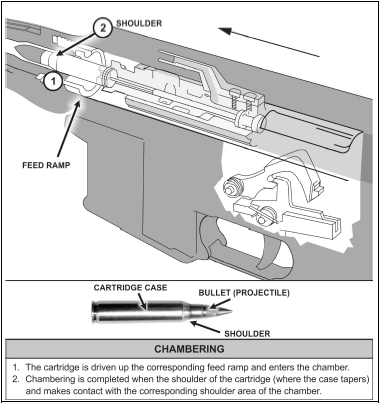 2
SHOULDER
1
FEED RAMP
CARTRIDGE CASE
BULLET (PROJECTILE)
SHOULDER
CHAMBERING
1. The cartridge is driven up the corresponding feed ramp and enters the chamber.
2. Chambering is completed when the shoulder of the cartridge (where the case tapers)
and makes contact with the corresponding shoulder area of the chamber.